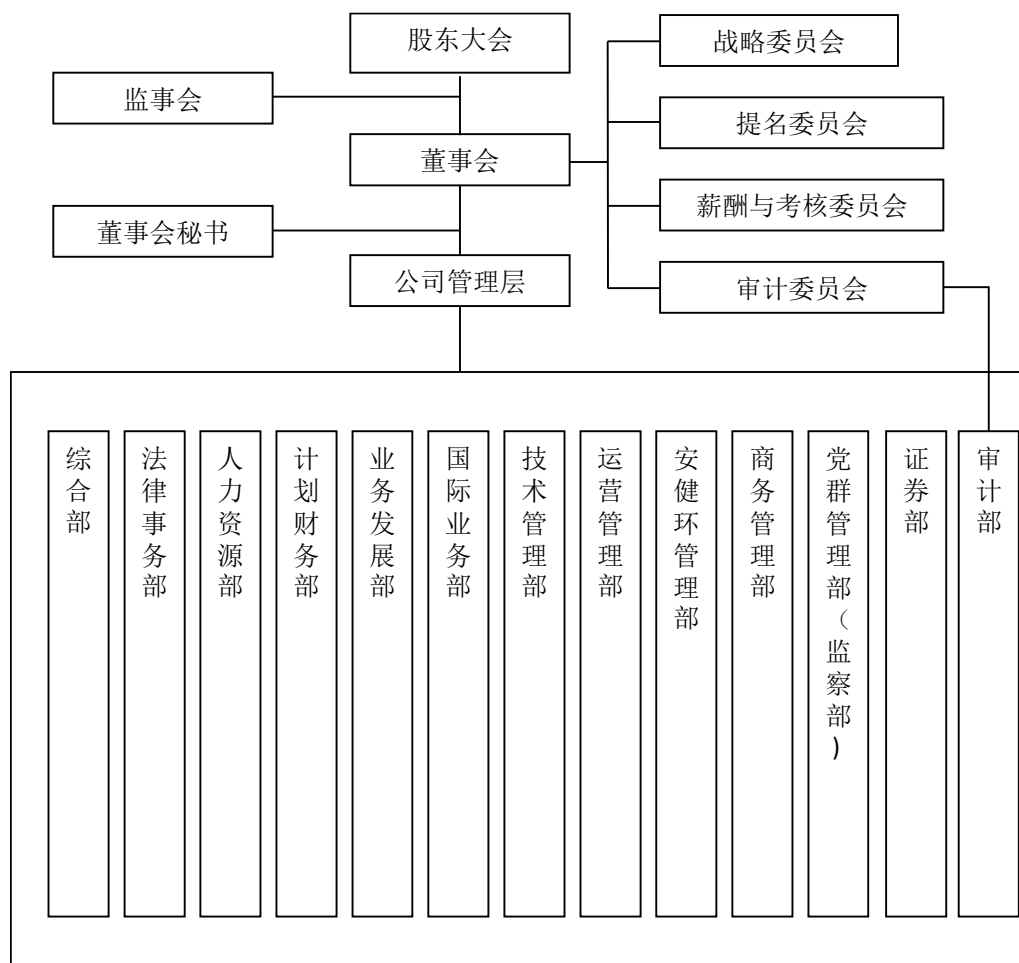 股东大会
战略委员会
监事会
提名委员会
董事会
薪酬与考核委员会
董事会秘书
公司管理层
审计委员会
综合部
法律事务部
人力资源部
计划财务部
业务发展部
国际业务部
技术管理部
运营管理部
安健环管理部
商务管理部
党群管理部（监察部)
证券部
审计部